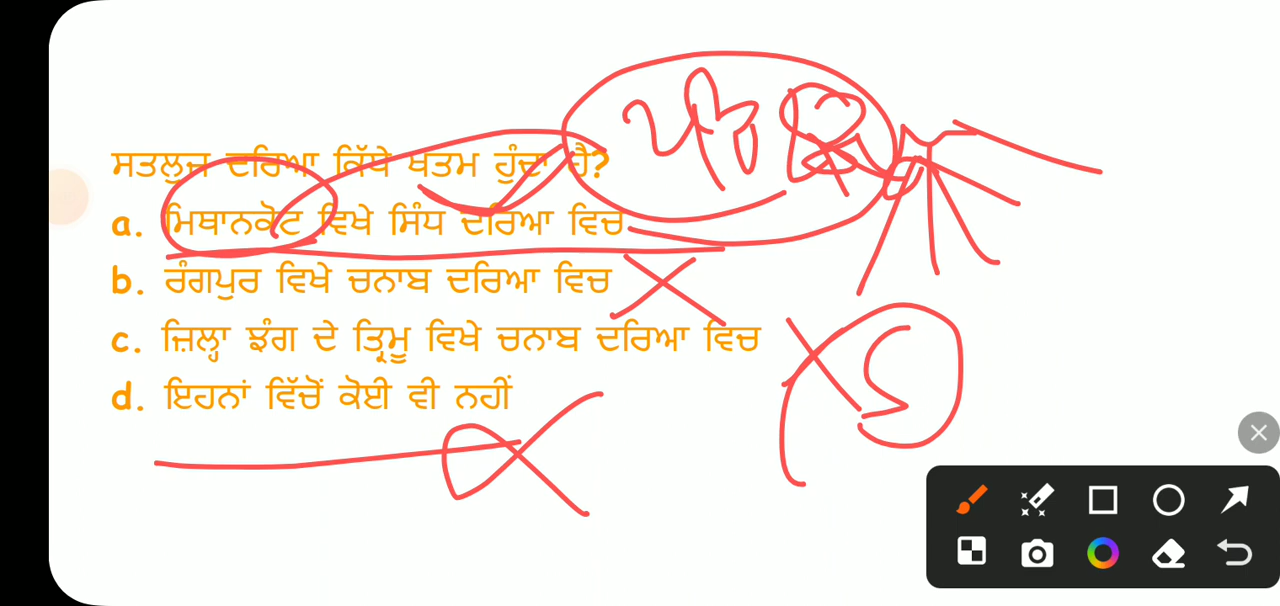 ਸਤਲੁਜ ਦਰਿਆ ਕਿੱਥੇ ਖਤਮ ਹੁੰਦਾ ਹੈ?
a. ਮਿਥਾਨਕੋਟ ਵਿਖੇ ਸਿੰਧ ਦਰਿਆ ਵਿਚ
b. ਰੰਗਪੁਰ ਵਿਖੇ ਚਨਾਬ ਦਰਿਆ ਵਿਚ
c. ਜ਼ਿਲ੍ਹਾ ਝੰਗ ਦੇ ਤ੍ਰਿਮੂ ਵਿਖੇ ਚਨਾਬ ਦਰਿਆ ਵਿਚ
d. ਇਹਨਾਂ ਵਿੱਚੋਂ ਕੋਈ ਵੀ ਨਹੀਂ